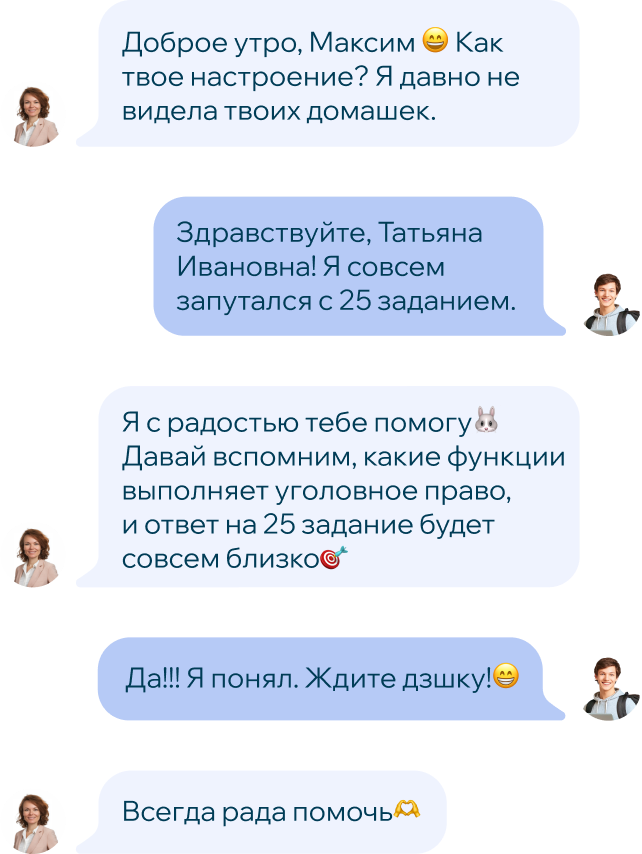 Доброе утро, Максим 😄 Как
твое настроение? Я давно не
видела твоих домашек.
Здравствуйте, Татьяна
Ивановна! Я совсем
запутался с 25 заданием.
Я с радостью тебе помогу🐰
Давай вспомним, какие функции
выполняет уголовное право,
и ответ на 25 задание будет
совсем близко🎯
Да!!! Я понял. Ждите дзшку!😁
Всегда рада помочь🫶